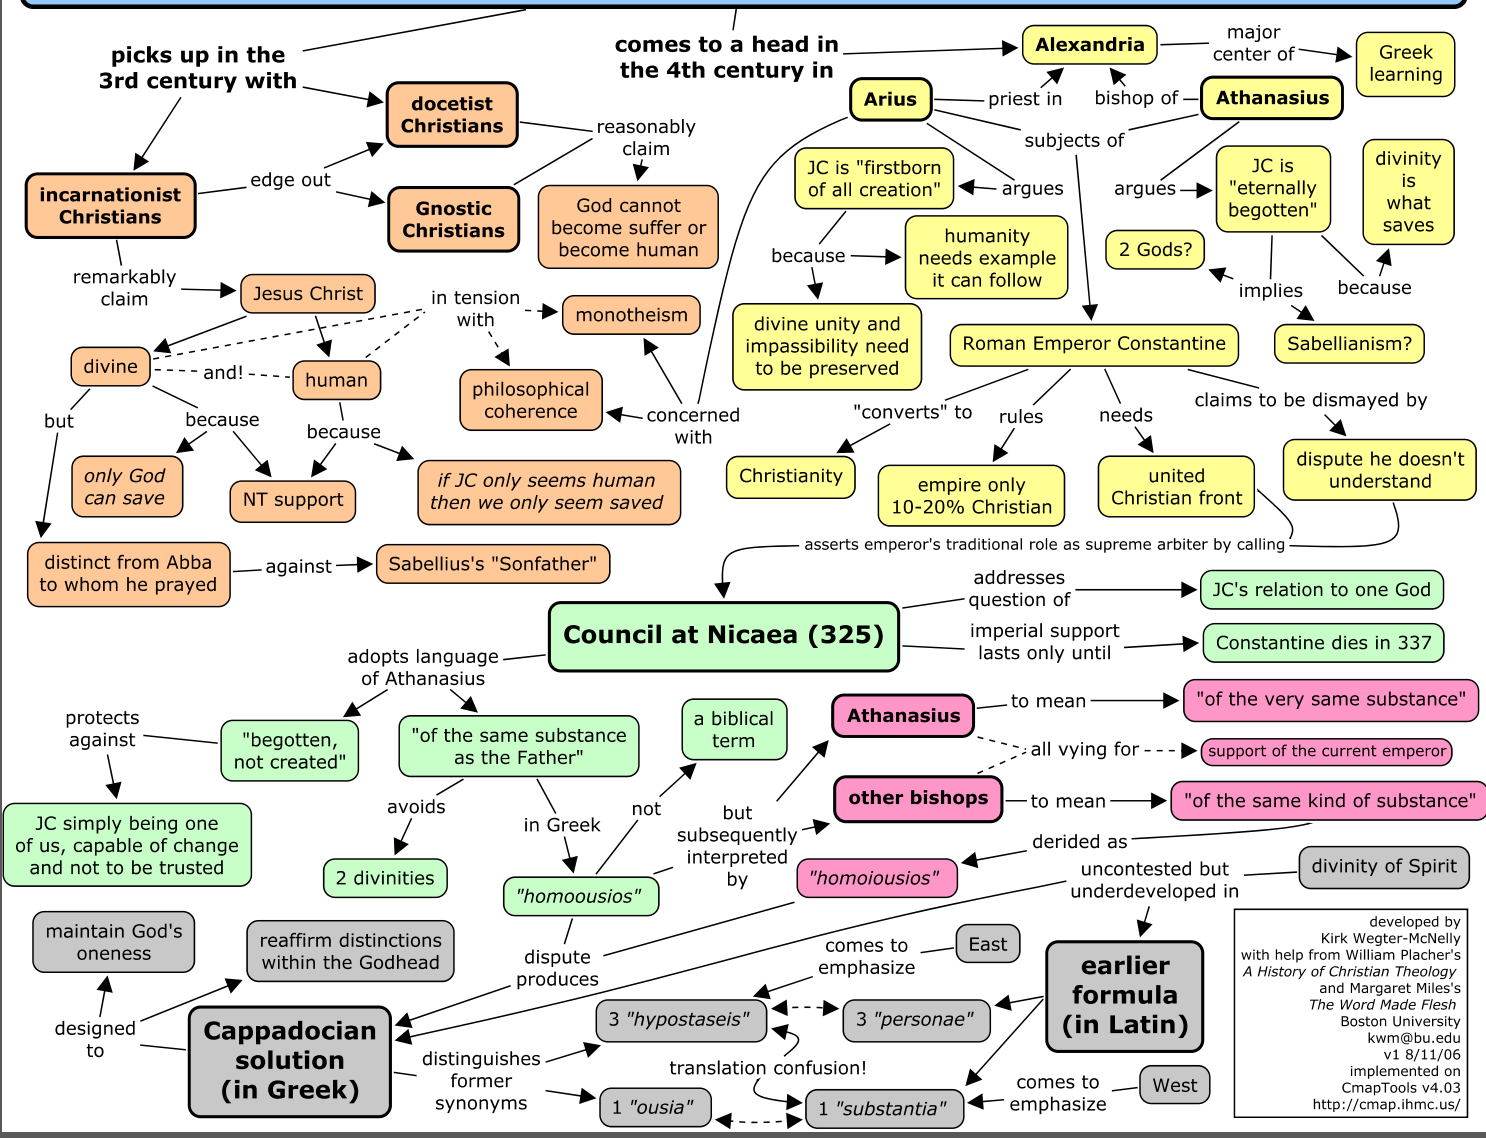 picks up in the
3rd century with
comes to a head in
the 4th century in
Alexandria
major
center of
Greek
learning
docetist
Christians
reasonably
claim
Arius
priest in
bishop of
Athanasius
subjects of
incarnationist
Christians
edge out
Gnostic
Christians
God cannot
become suffer or
become human
JC is "firstborn
of all creation"
argues
argues
JC is
"eternally
begotten"
divinity
is
what
saves
because
humanity
needs example
it can follow
2 Gods?
implies
because
remarkably
claim
Jesus Christ
in tension
with
monotheism
divine unity and
impassibility need
to be preserved
Roman Emperor Constantine
Sabellianism?
divine
and!
human
philosophical
coherence
concerned
with
but
because
because
"converts" to
rules
needs
claims to be dismayed by
only God
can save
NT support
if JC only seems human
then we only seem saved
Christianity
empire only
10-20% Christian
united
Christian front
dispute he doesn't
understand
distinct from Abba
to whom he prayed
against
Sabellius's "Sonfather"
asserts emperor's traditional role as supreme arbiter by calling
Council at Nicaea (325)
addresses
question of
JC's relation to one God
imperial support
lasts only until
Constantine dies in 337
adopts language
of Athanasius
protects
against
"begotten,
not created"
"of the same substance
as the Father"
a biblical
term
Athanasius
to mean
"of the very same substance"
all vying for
support of the current emperor
other bishops
to mean
"of the same kind of substance"
JC simply being one
of us, capable of change
and not to be trusted
avoids
in Greek
not
but
subsequently
interpreted
by
derided as
2 divinities
"homoousios"
"homoiousios"
uncontested but
underdeveloped in
divinity of Spirit
maintain God's
oneness
reaffirm distinctions
within the Godhead
dispute
produces
comes to
emphasize
East
earlier
formula
(in Latin)
designed
to
Cappadocian
solution
(in Greek)
distinguishes
former
synonyms
3 "hypostaseis"
3 "personae"
translation confusion!
1 "ousia"
1 "substantia"
comes to
emphasize
West
developed by
Kirk Wegter-McNelly
with help from William Placher's
A History of Christian Theology
and Margaret Miles's
The Word Made Flesh
Boston University
kwm@bu.edu
v1 8/11/06
implemented on
CmapTools v4.03
http://cmap.ihmc.us/